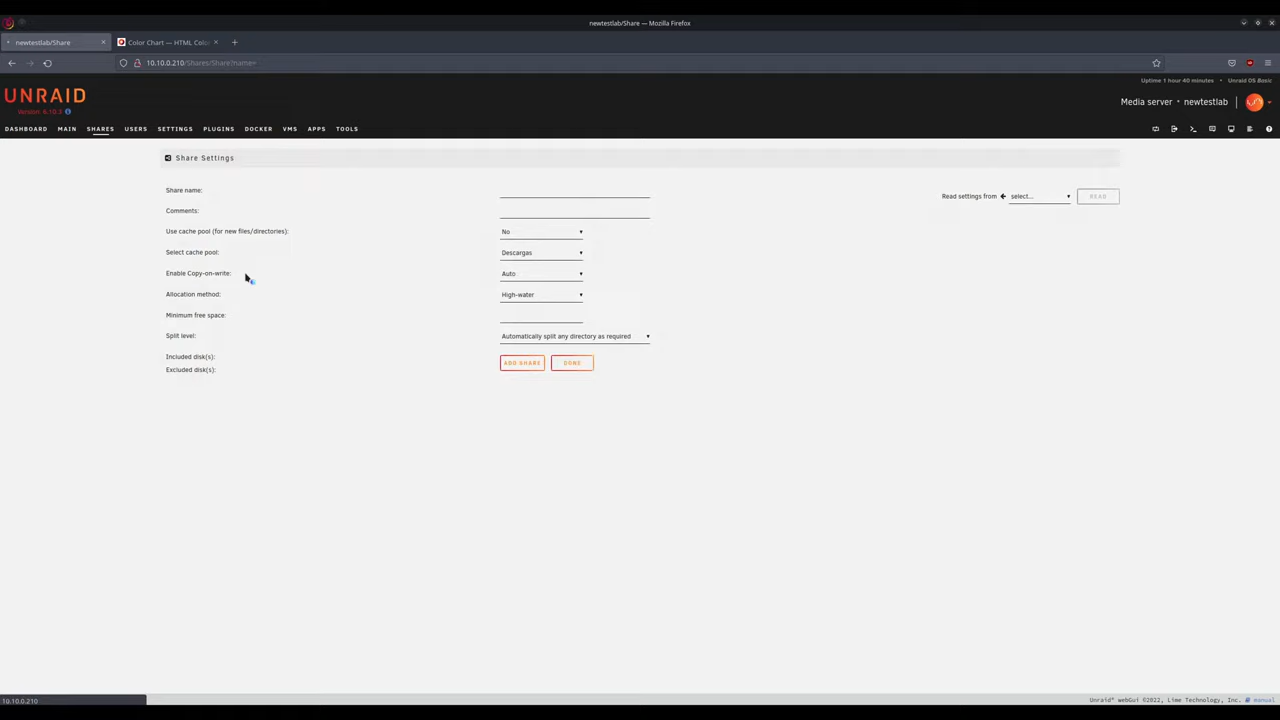 newtestlab/Share — Mozilla Firefox
newtestlab/Share
Color Chart — HTML Colo
10.10.0.210/Shares/Share?name=
Uptime 1 hour 40 minutes • Unraid OS Basic
UNRAID
Version: 6.10.3
Media server • newtestlab
DASHBOARD MAIN SHARES USERS SETTINGS PLUGINS DOCKER VMS APPS TOOLS
Share Settings
Share name:
Read settings from select... READ
Comments:
Use cache pool (for new files/directories): No
Select cache pool: Descargas
Enable Copy-on-write: Auto
Allocation method: High-water
Minimum free space:
Split level: Automatically split any directory as required
Included disk(s):
Excluded disk(s):
ADD SHARE DONE
10.10.0.210
Unraid® webGui ©2022, Lime Technology, Inc. manual